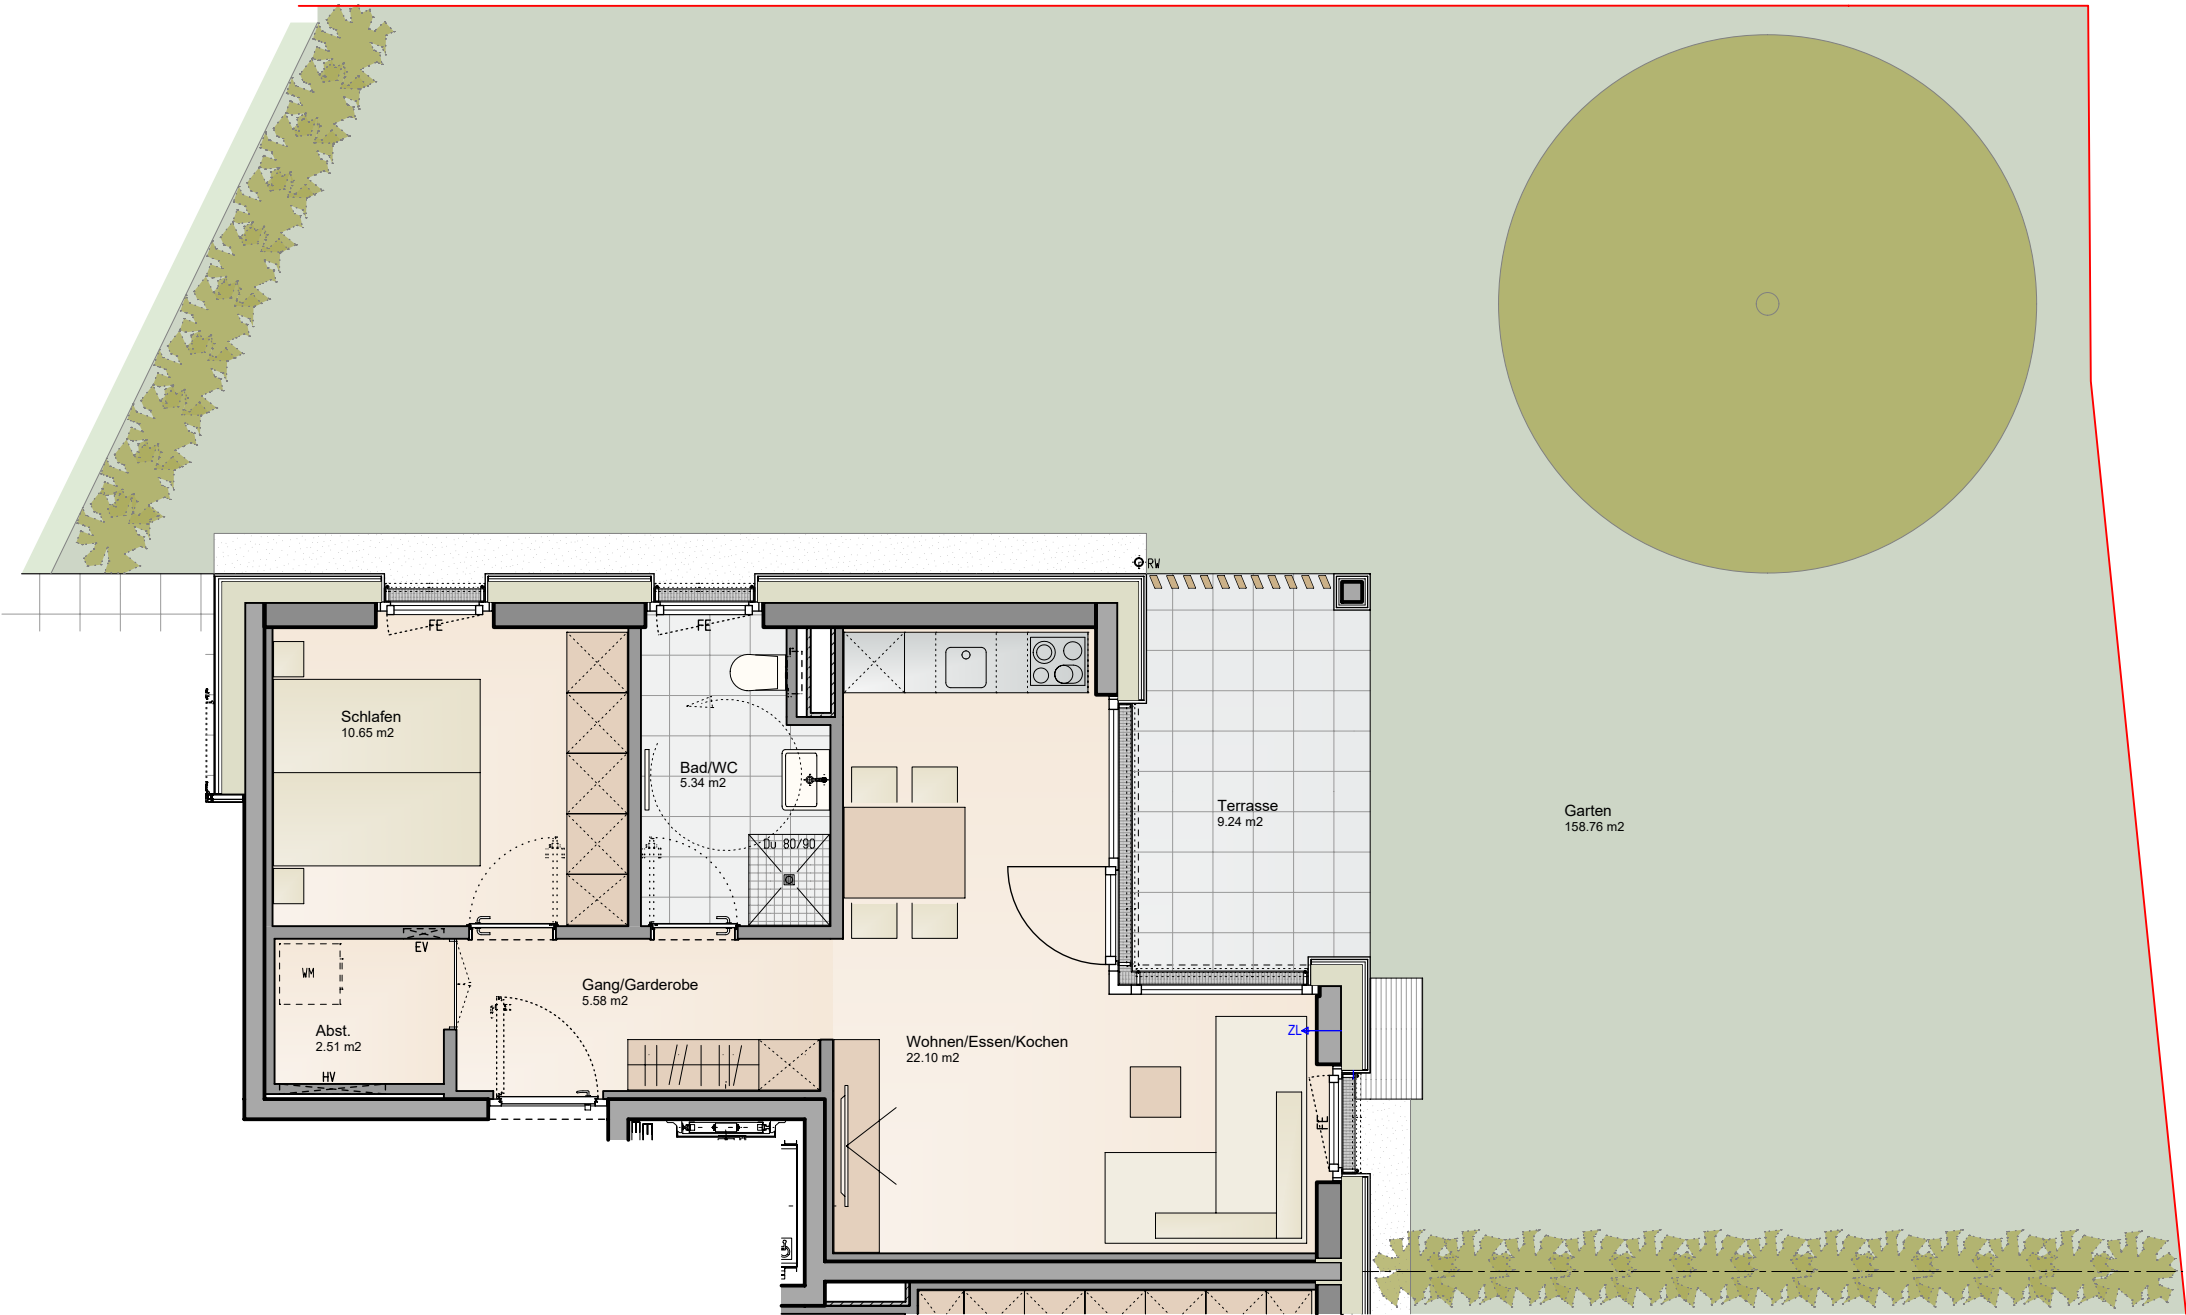 RW
FE
FE
Schlafen
10.65 m2
Bad/WC
5.34 m2
Du 80/90
Terrasse
9.24 m2
Garten
158.76 m2
EV
WM
Gang/Garderobe
5.58 m2
Abst.
2.51 m2
HV
Wohnen/Essen/Kochen
22.10 m2
ZL
FE